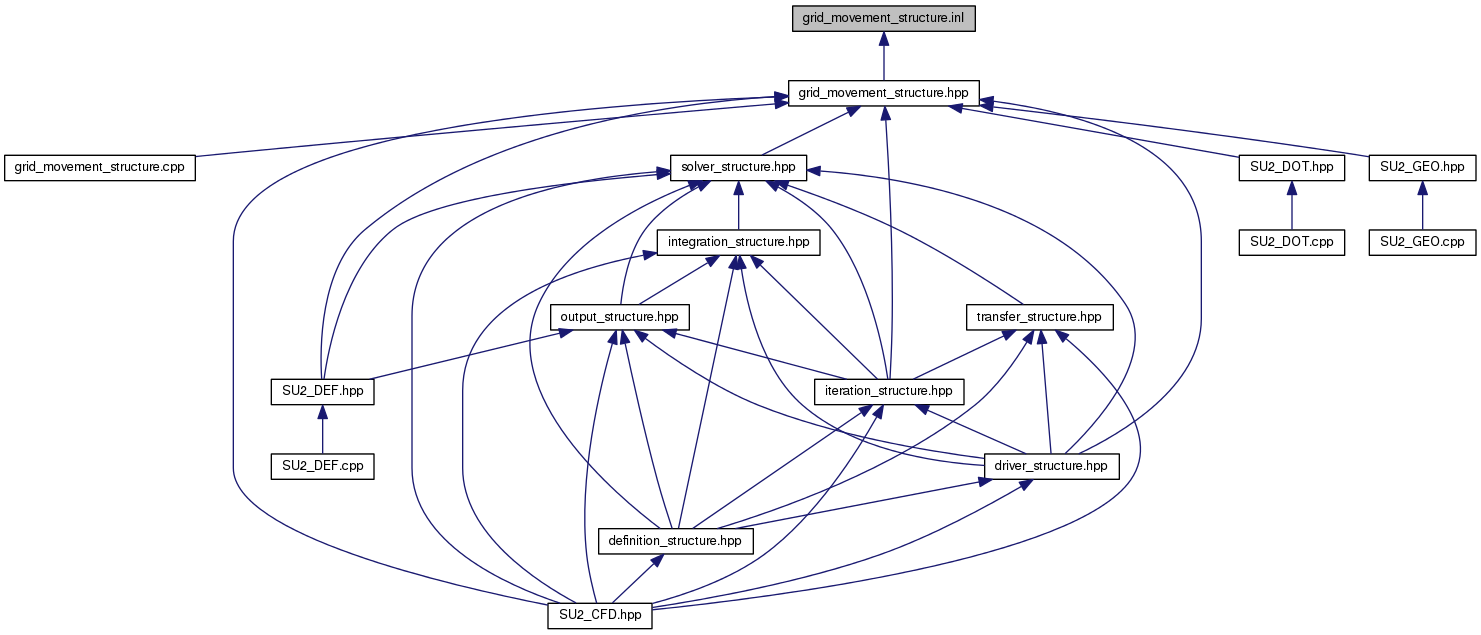 grid_movement_structure.inl
grid_movement_structure.hpp
grid_movement_structure.cpp
solver_structure.hpp
SU2_DOT.hpp
SU2_GEO.hpp
integration_structure.hpp
SU2_DOT.cpp
SU2_GEO.cpp
output_structure.hpp
transfer_structure.hpp
SU2_DEF.hpp
iteration_structure.hpp
SU2_DEF.cpp
driver_structure.hpp
definition_structure.hpp
SU2_CFD.hpp